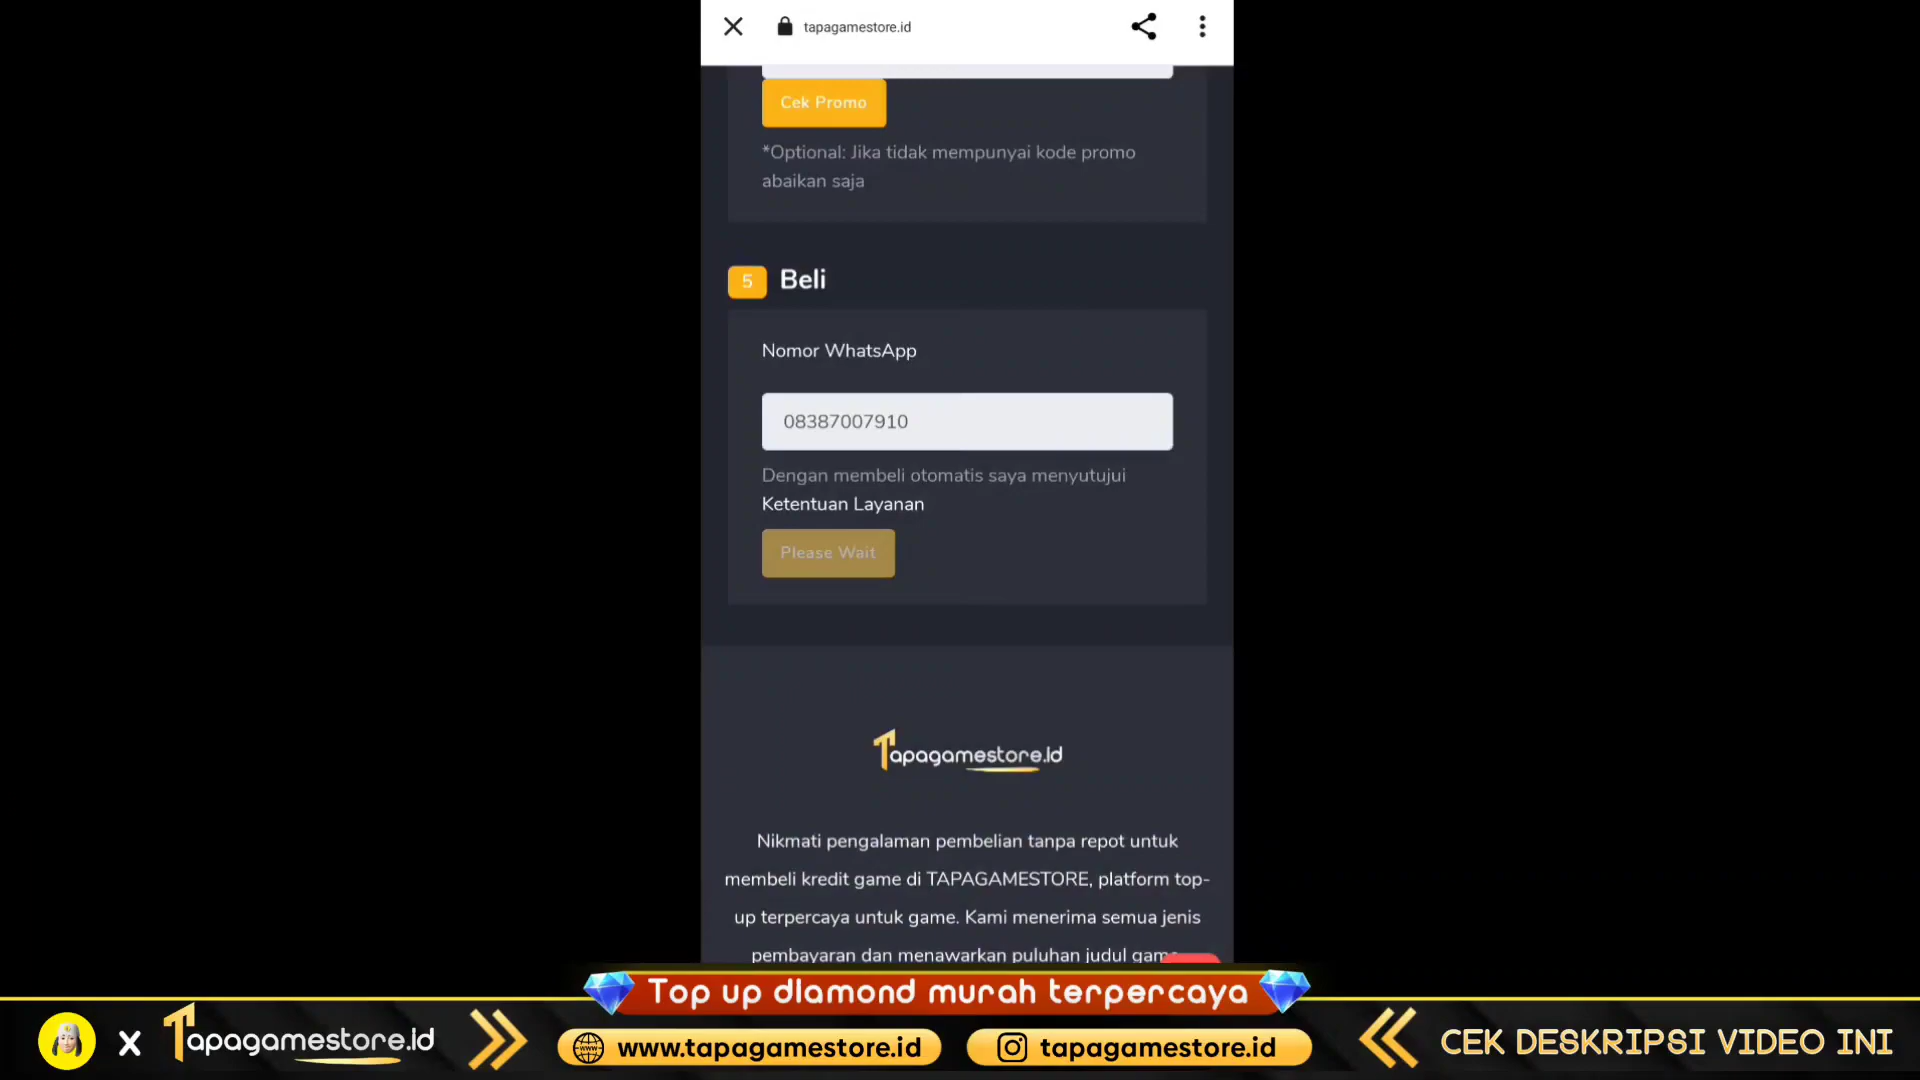 tapagamestore.id
Cek Promo
*Optional: Jika tidak mempunyai kode promo
abaikan saja
5 Beli
Nomor WhatsApp
08387007910
Dengan membeli otomatis saya menyutujui
Ketentuan Layanan
Please Wait
Tapagamestore.id
Nikmati pengalaman pembelian tanpa repot untuk
membeli kredit game di TAPAGAMESTORE, platform top-
up terpercaya untuk game. Kami menerima semua jenis
pembayaran dan menawarkan puluhan judul game
Top up diamond murah terpercaya
X Tapagamestore.id
www.tapagamestore.id
tapagamestore.id
CEK DESKRIPSI VIDEO INI